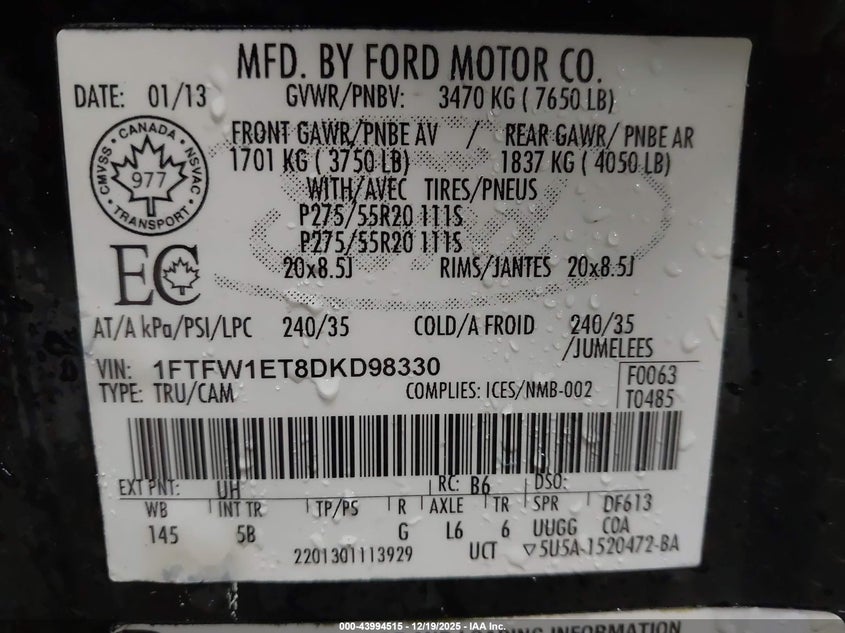 MFD. BY FORD MOTOR CO.
DATE: 01/13 GVWR/PNBV: 3470 KG ( 7650 LB)
FRONT GAWR/PNBE AV / REAR GAWR/ PNBE AR
1701 KG ( 3750 LB) 1837 KG ( 4050 LB)
WITH/AVEC TIRES/PNEUS
P275/55R20 111S
P275/55R20 111S
20x8.5J RIMS/JANTES 20x8.5J
CMVSS • CANADA • NSVAC • TRANSPORT •
977
EC
AT/A kPa/PSI/LPC 240/35 COLD/A FROID 240/35
/JUMELEES
VIN: 1FTFW1ET8DKD98330
TYPE: TRU/CAM COMPLIES: ICES/NMB-002
F0063
T0485
EXT PNT: UH RC: B6 DSO:
WB INT TR TP/PS R AXLE TR SPR DF613
145 5B G L6 6 UUGG COA
2201301113929 UCT ▽5U5A-1520472-BA
INFORMATION
000-43994515 - 12/19/2025 - IAA Inc.